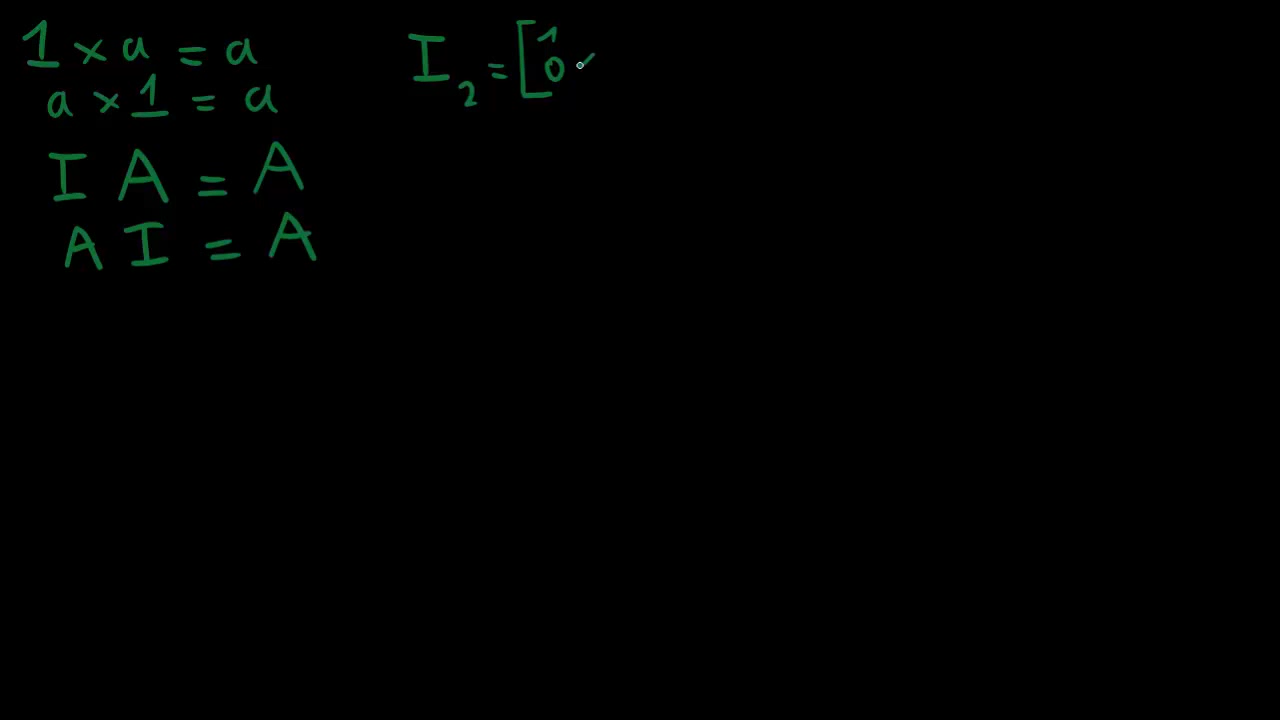 1 × a = a
a × 1 = a
I A = A
A I = A
I₂ = [1
0